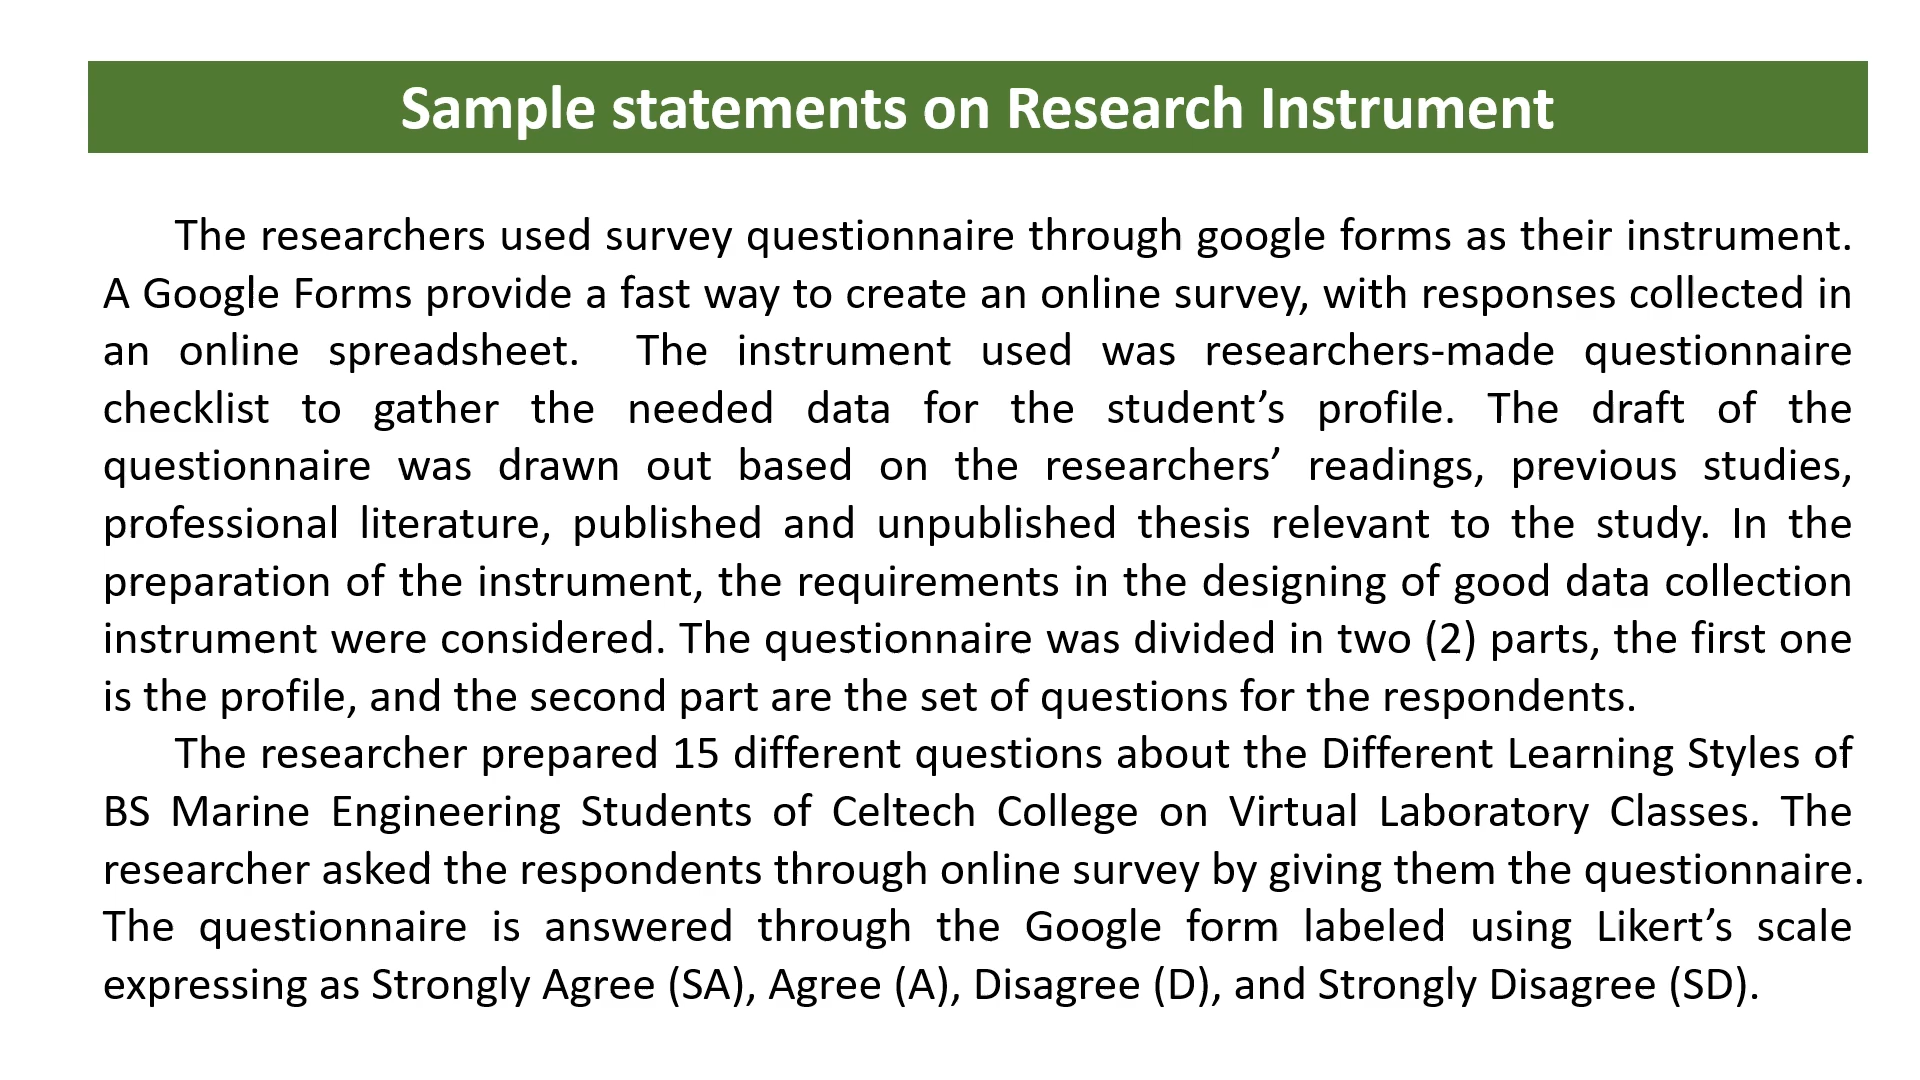 Sample statements on Research Instrument
The researchers used survey questionnaire through google forms as their instrument.
A Google Forms provide a fast way to create an online survey, with responses collected in
an online spreadsheet. The instrument used was researchers-made questionnaire
checklist to gather the needed data for the student’s profile. The draft of the
questionnaire was drawn out based on the researchers’ readings, previous studies,
professional literature, published and unpublished thesis relevant to the study. In the
preparation of the instrument, the requirements in the designing of good data collection
instrument were considered. The questionnaire was divided in two (2) parts, the first one
is the profile, and the second part are the set of questions for the respondents.
The researcher prepared 15 different questions about the Different Learning Styles of
BS Marine Engineering Students of Celtech College on Virtual Laboratory Classes. The
researcher asked the respondents through online survey by giving them the questionnaire.
The questionnaire is answered through the Google form labeled using Likert’s scale
expressing as Strongly Agree (SA), Agree (A), Disagree (D), and Strongly Disagree (SD).